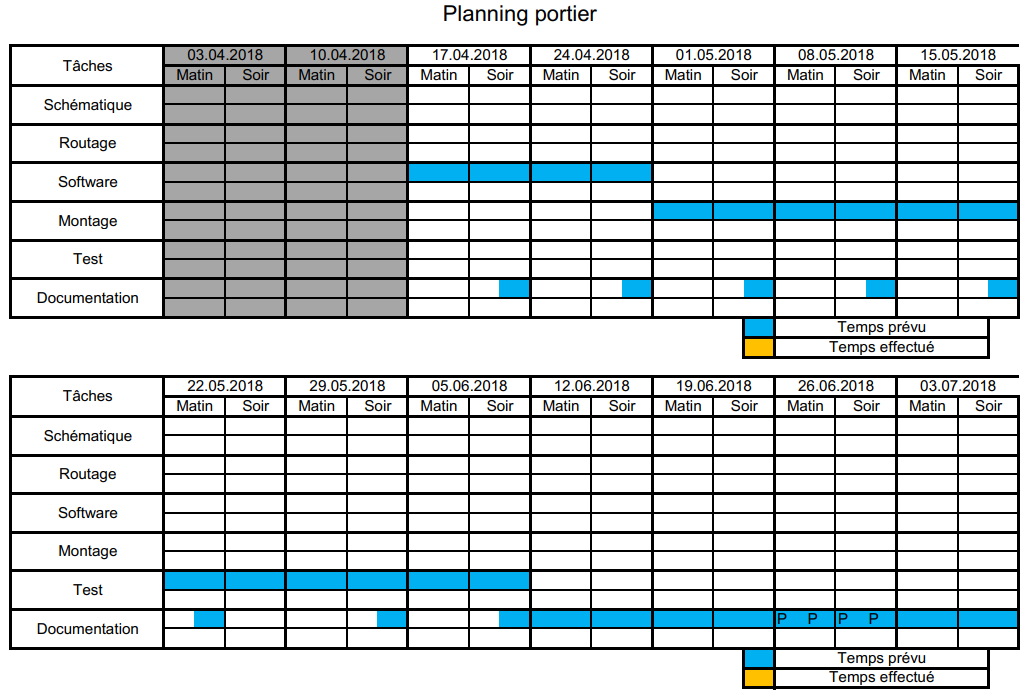 Planning portier
Tâches 03.04.2018 10.04.2018 17.04.2018 24.04.2018 01.05.2018 08.05.2018 15.05.2018
Matin Soir Matin Soir Matin Soir Matin Soir Matin Soir Matin Soir Matin Soir
Schématique
Routage
Software
Montage
Test
Documentation
Temps prévu
Temps effectué
Tâches 22.05.2018 29.05.2018 05.06.2018 12.06.2018 19.06.2018 26.06.2018 03.07.2018
Matin Soir Matin Soir Matin Soir Matin Soir Matin Soir Matin Soir Matin Soir
Schématique
Routage
Software
Montage
Test
Documentation P P P P
Temps prévu
Temps effectué